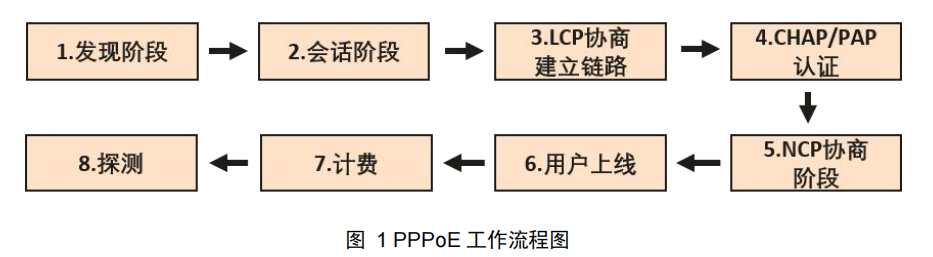 1.发现阶段
2.会话阶段
3.LCP协商
建立链路
4.CHAP/PAP
认证
5.NCP协商
阶段
6.用户上线
7.计费
8.探测
图 1 PPPoE 工作流程图